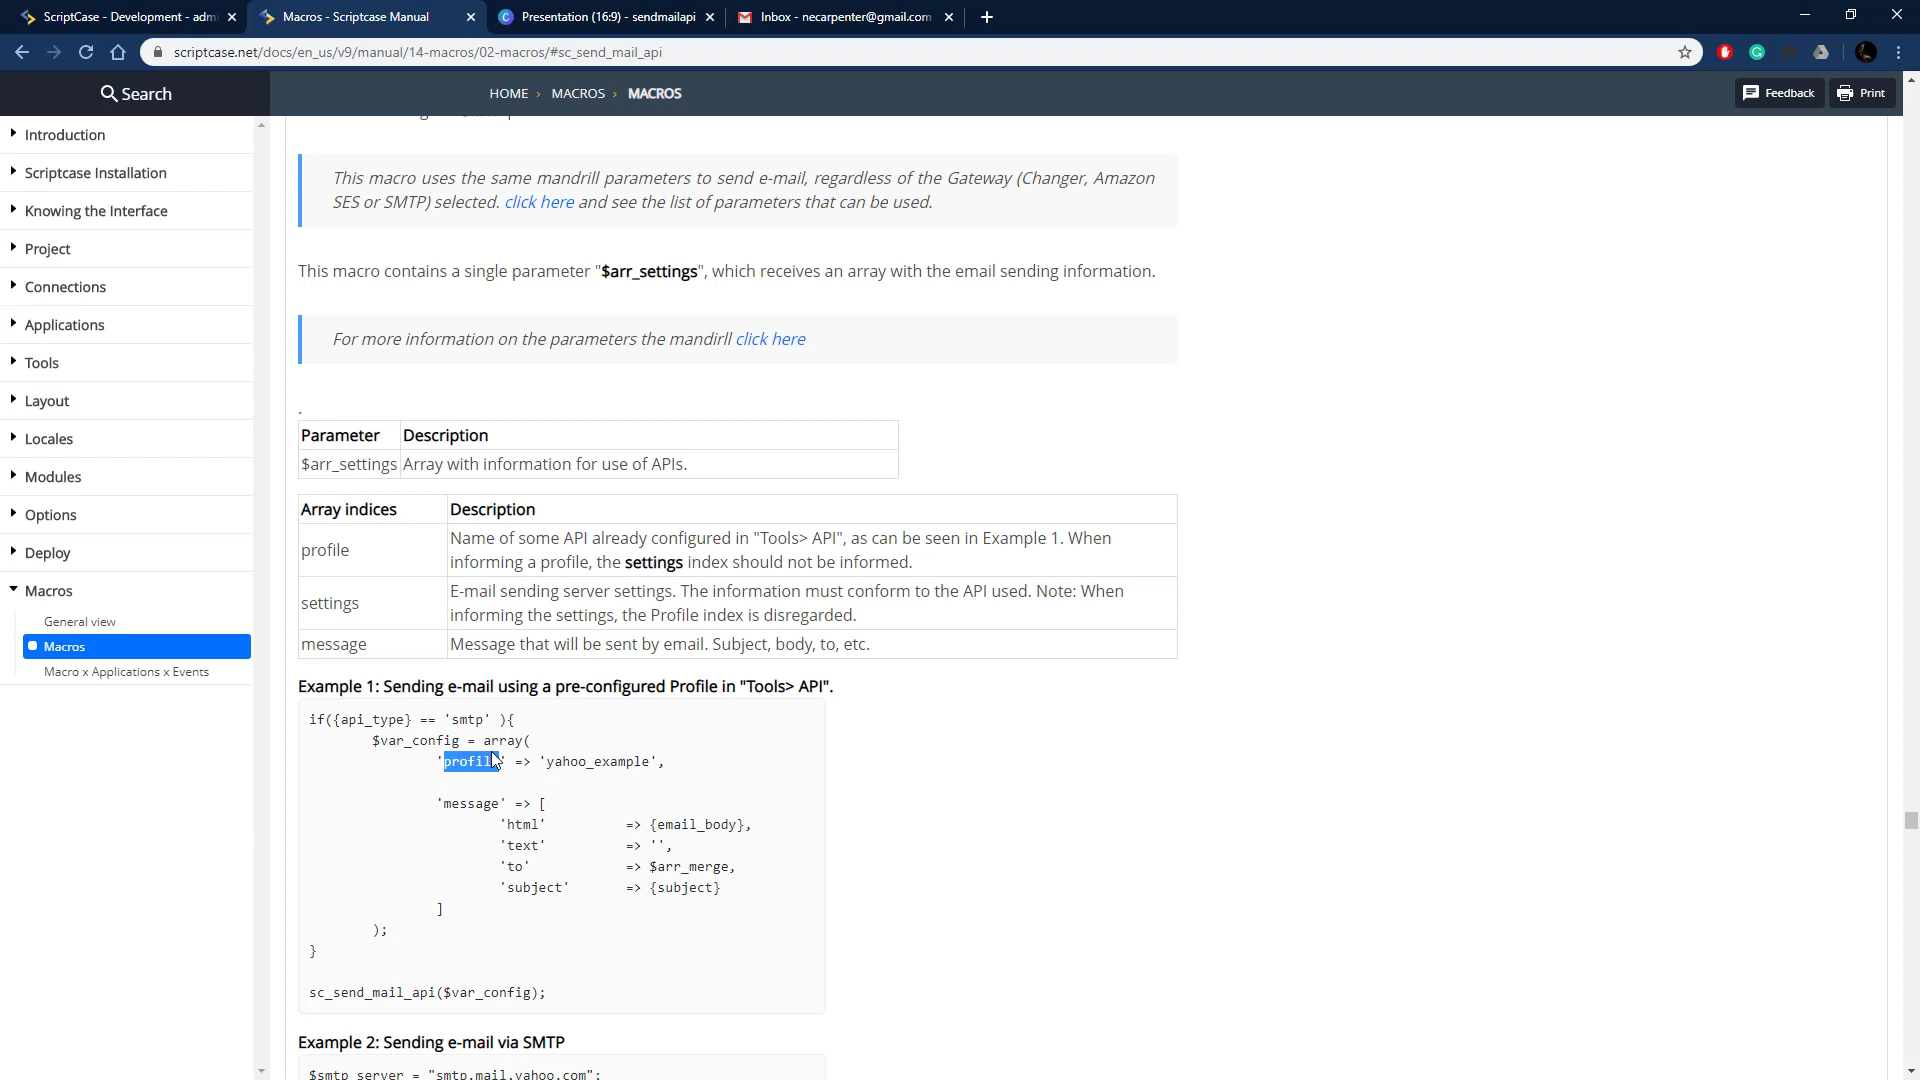 ScriptCase - Development - adm
Macros - Scriptcase Manual
Presentation (16:9) - sendmailapi
Inbox - necarpenter@gmail.com
scriptcase.net/docs/en_us/v9/manual/14-macros/02-macros/#sc_send_mail_api
Search
HOME › MACROS › MACROS
Feedback
Print
Introduction
Scriptcase Installation
Knowing the Interface
Project
Connections
Applications
Tools
Layout
Locales
Modules
Options
Deploy
Macros
General view
Macros
Macro x Applications x Events
This macro uses the same mandrill parameters to send e-mail, regardless of the Gateway (Changer, Amazon
SES or SMTP) selected. click here and see the list of parameters that can be used.
This macro contains a single parameter "$arr_settings", which receives an array with the email sending information.
For more information on the parameters the mandirll click here
.
Parameter Description
$arr_settings Array with information for use of APIs.
Array indices Description
profile Name of some API already configured in "Tools> API", as can be seen in Example 1. When
informing a profile, the settings index should not be informed.
settings E-mail sending server settings. The information must conform to the API used. Note: When
informing the settings, the Profile index is disregarded.
message Message that will be sent by email. Subject, body, to, etc.
Example 1: Sending e-mail using a pre-configured Profile in "Tools> API".
if({api_type} == 'smtp' ){
$var_config = array(
'profile' => 'yahoo_example',
'message' => [
'html' => {email_body},
'text' => '',
'to' => $arr_merge,
'subject' => {subject}
]
);
}
sc_send_mail_api($var_config);
Example 2: Sending e-mail via SMTP
$smtp_server = "smtp.mail.yahoo.com";